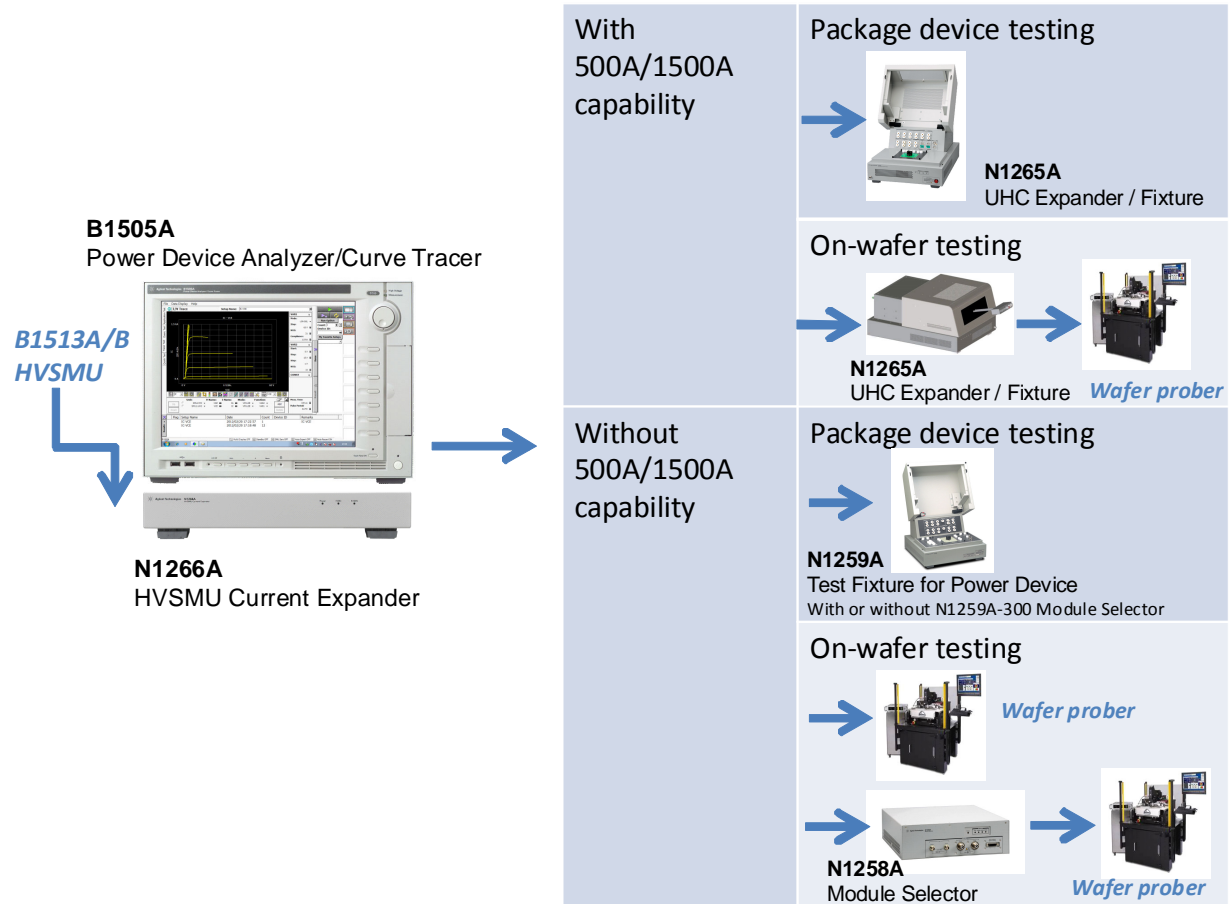 B1505A
Power Device Analyzer/Curve Tracer
B1513A/B
HVSMU
N1266A
HVSMU Current Expander
With
500A/1500A
capability
Package device testing
N1265A
UHC Expander / Fixture
On-wafer testing
N1265A
UHC Expander / Fixture
Wafer prober
Without
500A/1500A
capability
Package device testing
N1259A
Test Fixture for Power Device
With or without N1259A-300 Module Selector
On-wafer testing
Wafer prober
N1258A
Module Selector
Wafer prober